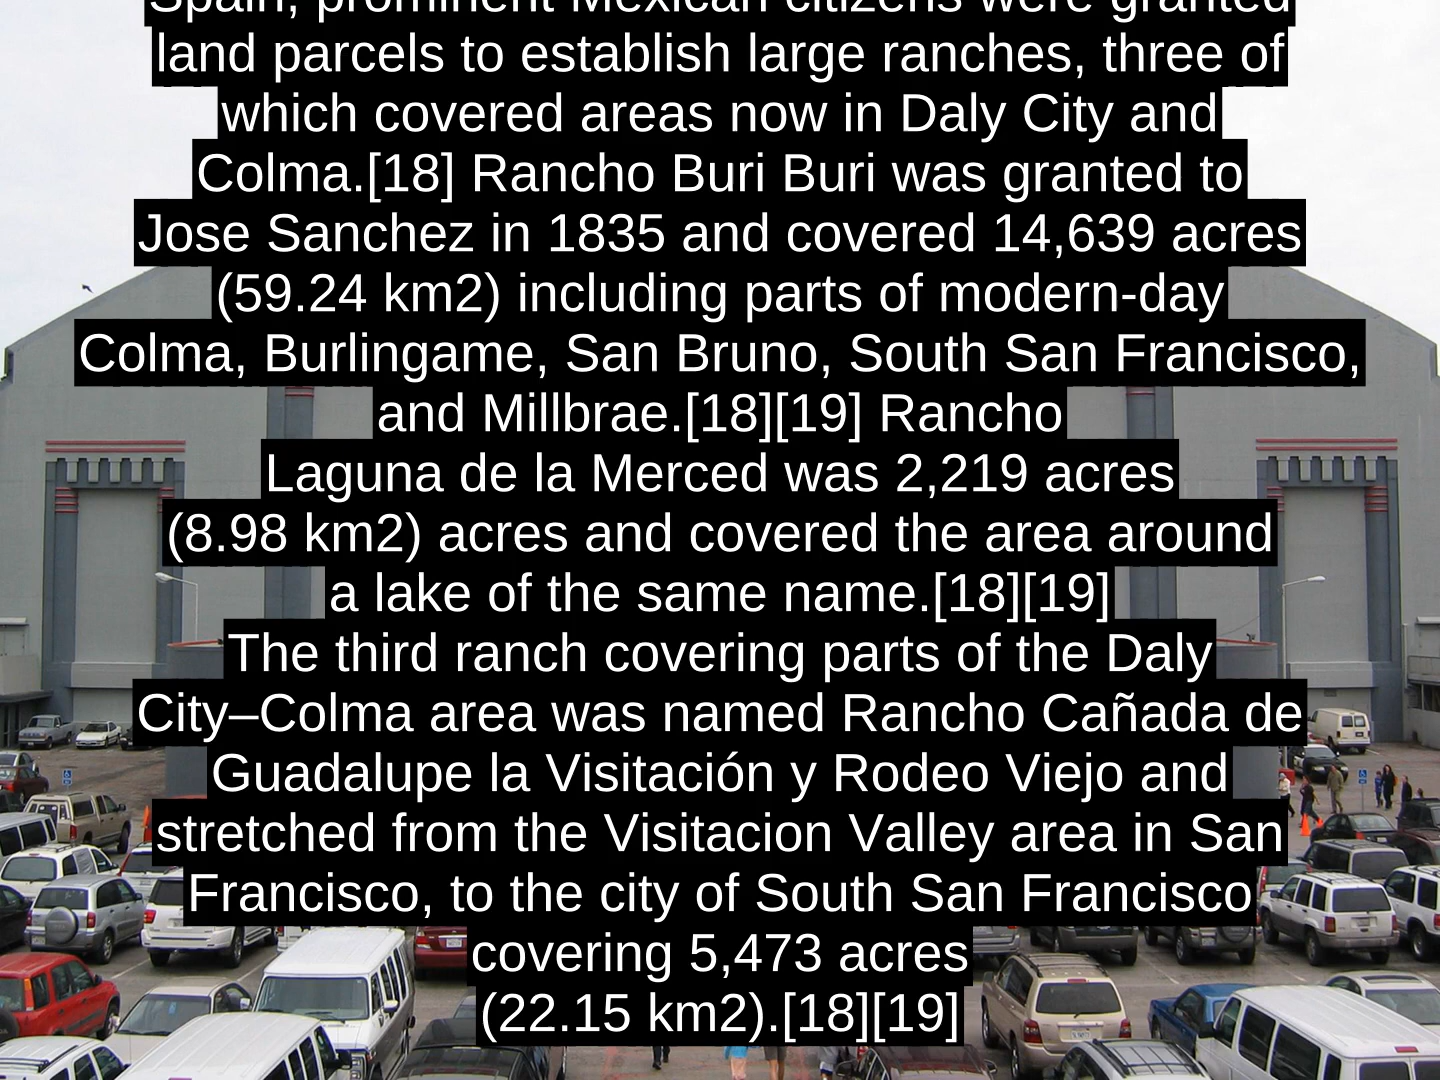 Spain, prominent Mexican citizens were granted
land parcels to establish large ranches, three of
which covered areas now in Daly City and
Colma.[18] Rancho Buri Buri was granted to
Jose Sanchez in 1835 and covered 14,639 acres
(59.24 km2) including parts of modern-day
Colma, Burlingame, San Bruno, South San Francisco,
and Millbrae.[18][19] Rancho
Laguna de la Merced was 2,219 acres
(8.98 km2) acres and covered the area around
a lake of the same name.[18][19]
The third ranch covering parts of the Daly
City–Colma area was named Rancho Cañada de
Guadalupe la Visitación y Rodeo Viejo and
stretched from the Visitacion Valley area in San
Francisco, to the city of South San Francisco
covering 5,473 acres
(22.15 km2).[18][19]